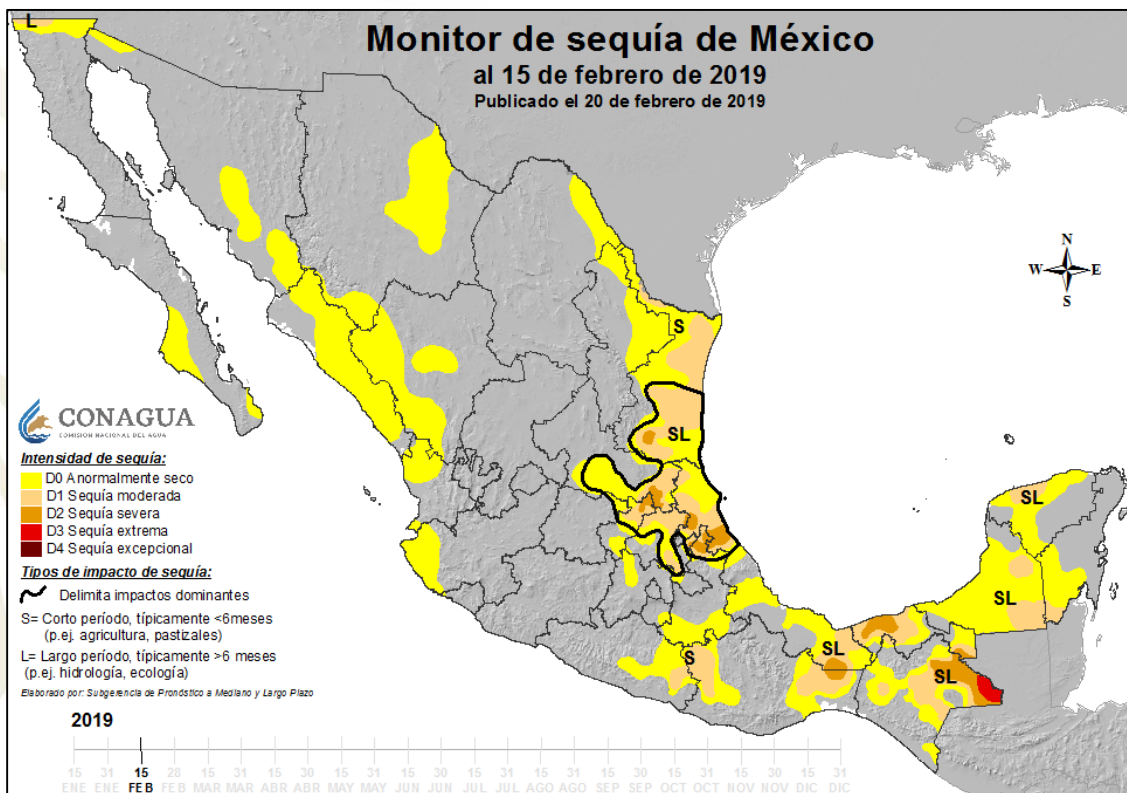 Monitor de sequía de México
al 15 de febrero de 2019
Publicado el 20 de febrero de 2019
L
N
W E
S
S
SL
SL
SL
SL
S
SL
CONAGUA
COMISIÓN NACIONAL DEL AGUA
Intensidad de sequía:
D0 Anormalmente seco
D1 Sequía moderada
D2 Sequía severa
D3 Sequía extrema
D4 Sequía excepcional
Tipos de impacto de sequía:
Delimita impactos dominantes
S= Corto período, típicamente <6meses
(p.ej. agricultura, pastizales)
L= Largo período, típicamente >6 meses
(p.ej. hidrología, ecología)
Elaborado por: Subgerencia de Pronóstico a Mediano y Largo Plazo
2019
15 31 15 28 15 31 15 30 15 31 15 30 15 31 15 31 15 30 15 31 15 30 15 31
ENE ENE FEB FEB MAR MAR ABR ABR MAY MAY JUN JUN JUL JUL AGO AGO SEP SEP OCT OCT NOV NOV DIC DIC